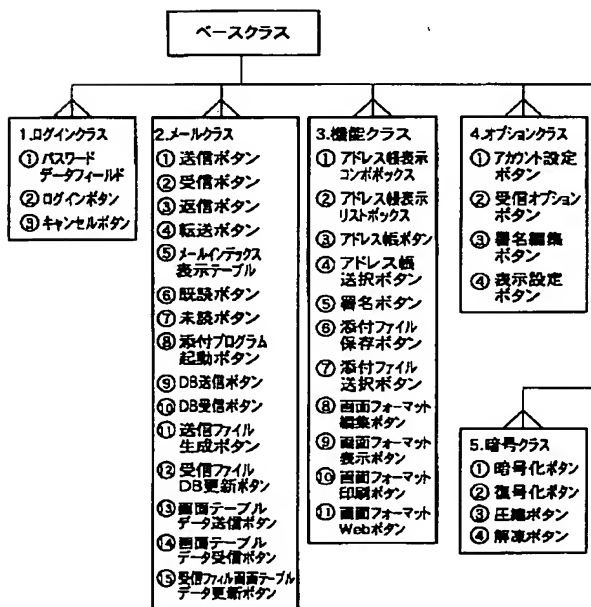 ベースクラス
1.ログインクラス
① パスワード
データフィールド
② ログインボタン
③ キャンセルボタン
2.メールクラス
① 送信ボタン
② 受信ボタン
③ 返信ボタン
④ 転送ボタン
⑤ メールインデックス
表示テーブル
⑥ 既読ボタン
⑦ 未読ボタン
⑧ 添付プログラム
起動ボタン
⑨ DB送信ボタン
⑩ DB受信ボタン
⑪ 送信ファイル
生成ボタン
⑫ 受信ファイル
DB更新ボタン
⑬ 画面テーブル
データ送信ボタン
⑭ 画面テーブル
データ受信ボタン
⑮ 受信ファィル画面テーブル
データ更新ボタン
3.機能クラス
① アドレス帳表示
コンボボックス
② アドレス帳表示
リストボックス
③ アドレス帳ボタン
④ アドレス帳
選択ボタン
⑤ 署名ボタン
⑥ 添付ファイル
保存ボタン
⑦ 添付ファイル
選択ボタン
⑧ 画面フォーマット
編集ボタン
⑨ 画面フォーマット
表示ボタン
⑩ 画面フォーマット
印刷ボタン
⑪ 画面フォーマット
Webボタン
4.オプションクラス
① アカウント設定
ボタン
② 受信オプション
ボタン
③ 署名編集
ボタン
④ 表示設定
ボタン
5.暗号クラス
① 暗号化ボタン
② 復号化ボタン
③ 圧縮ボタン
④ 解凍ボタン